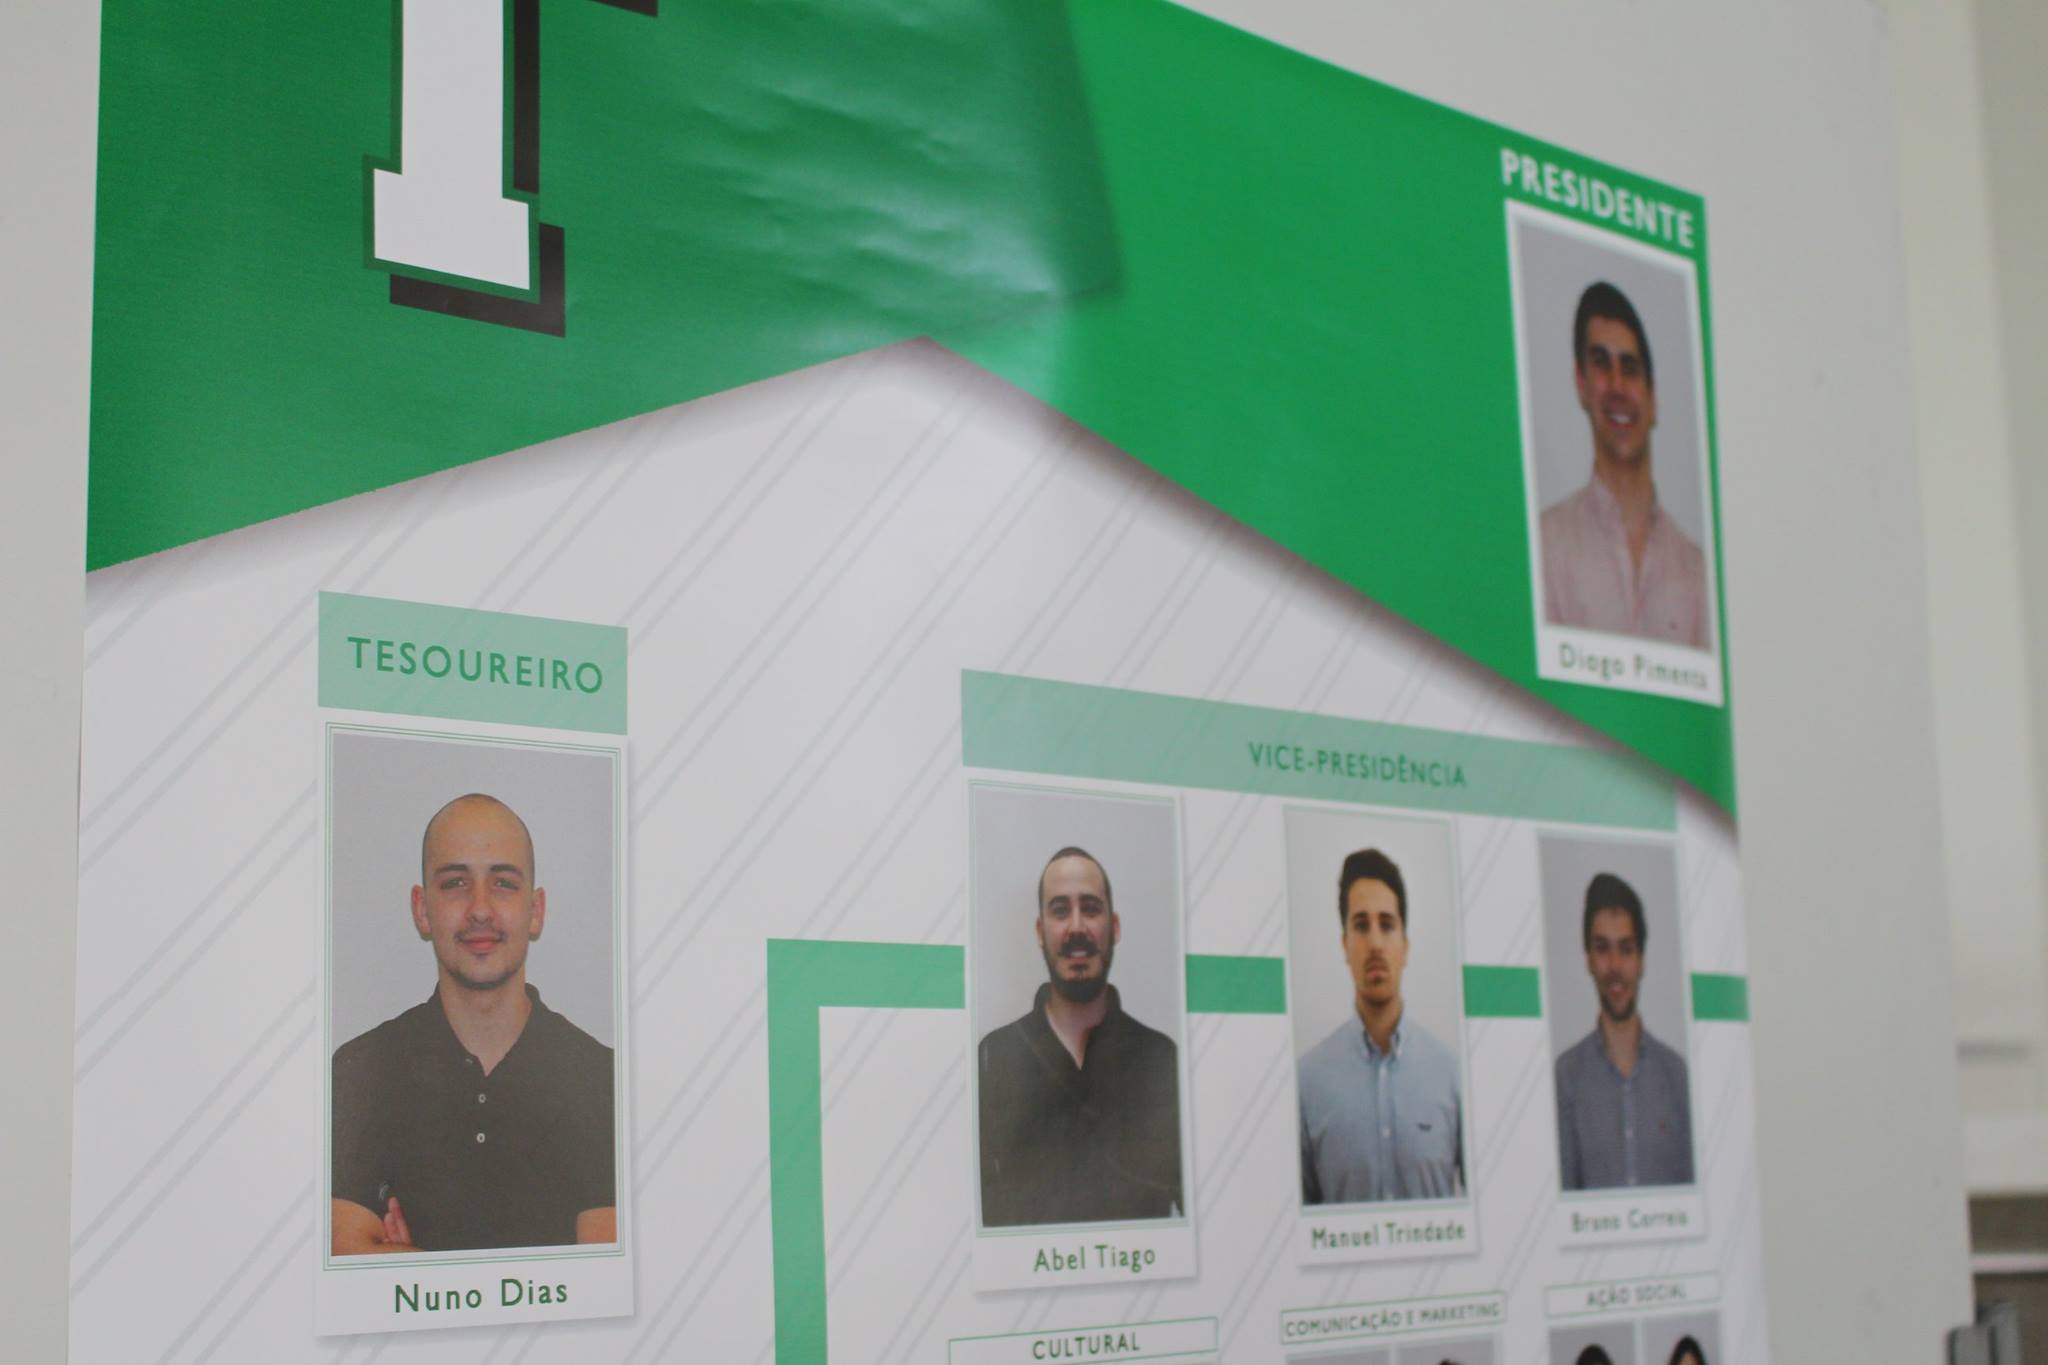 PRESIDENTE
Diogo Pimenta
TESOUREIRO
Nuno Dias
VICE-PRESIDÊNCIA
Abel Tiago
Manuel Trindade
Bruno Correia
CULTURAL
COMUNICAÇÃO E MARKETING
AÇÃO SOCIAL